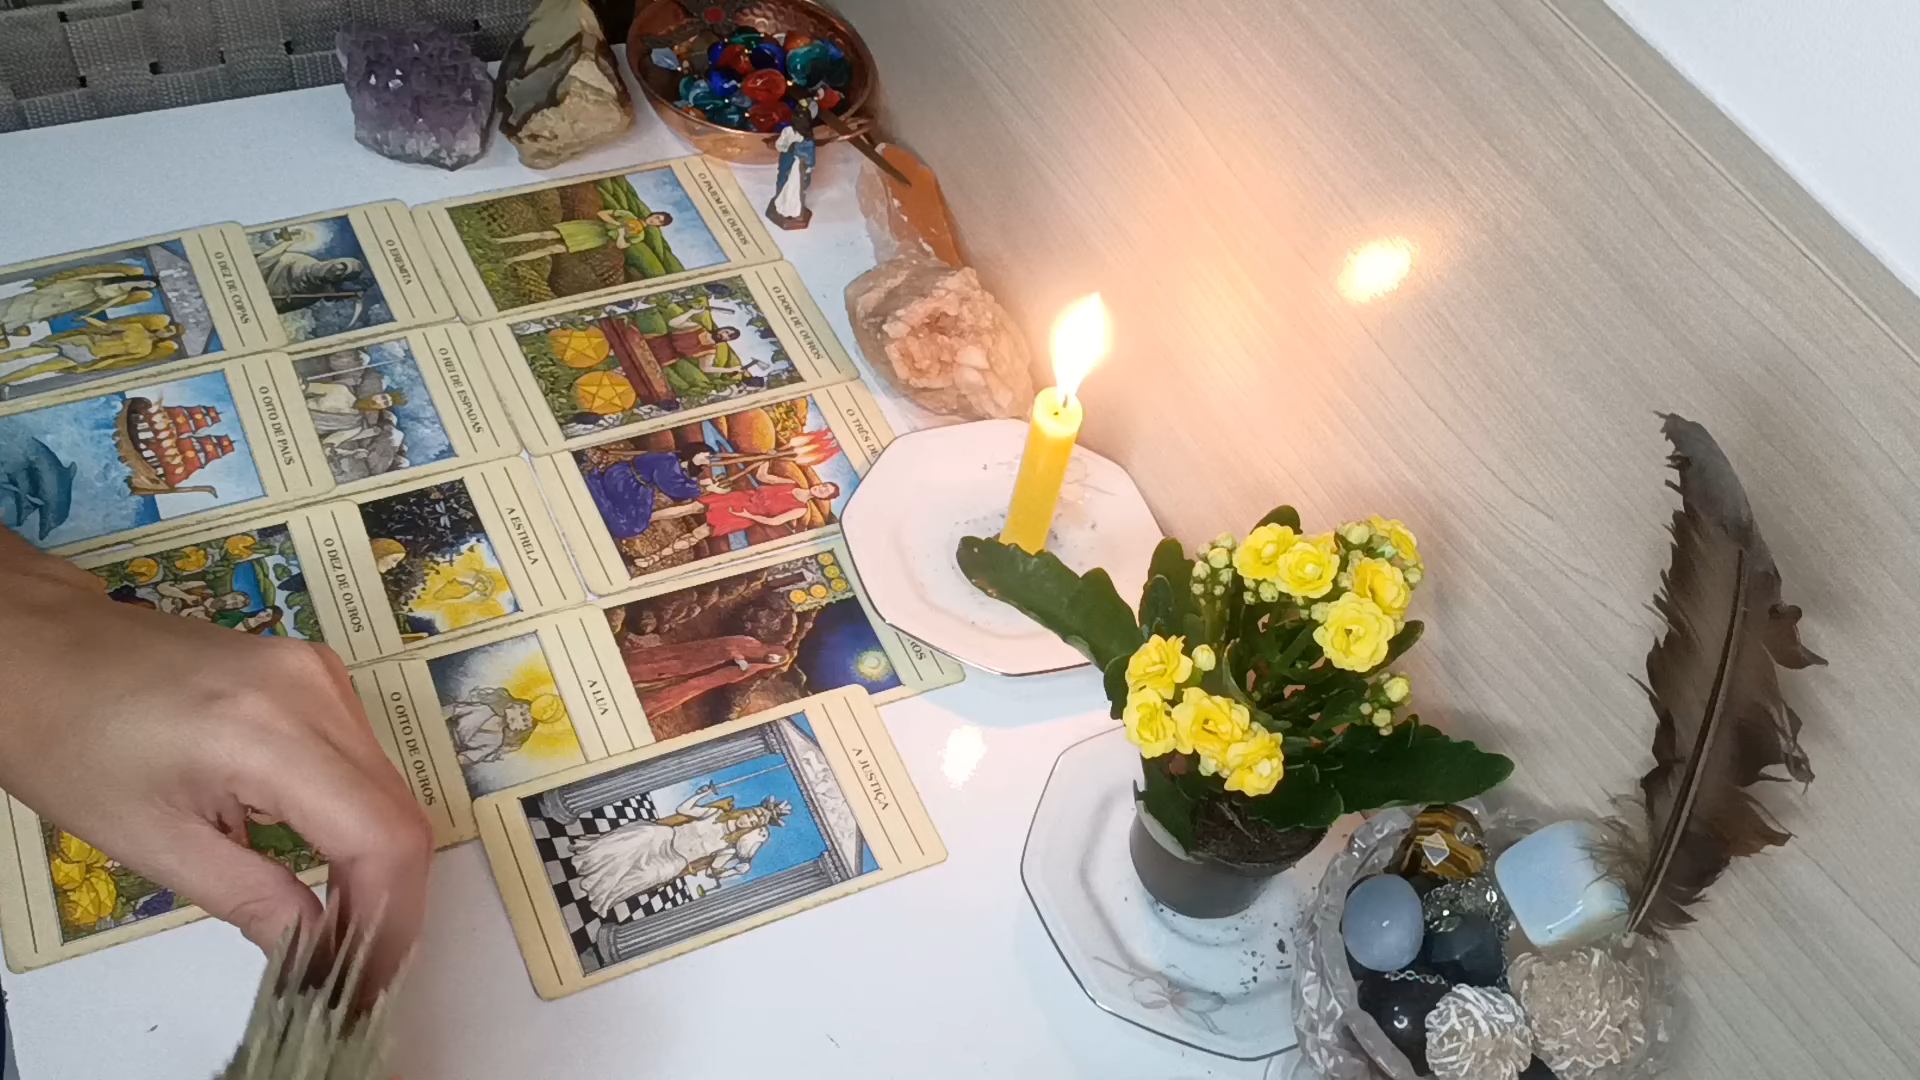 O PAJEM DE OUROS
O EREMITA
O DEZ DE COPAS
O DOIS DE OUROS
O REI DE ESPADAS
O OITO DE PAUS
O TRÊS DE
A ESTRELA
O DEZ DE OUROS
A LUA
O OITO DE OUROS
A JUSTIÇA